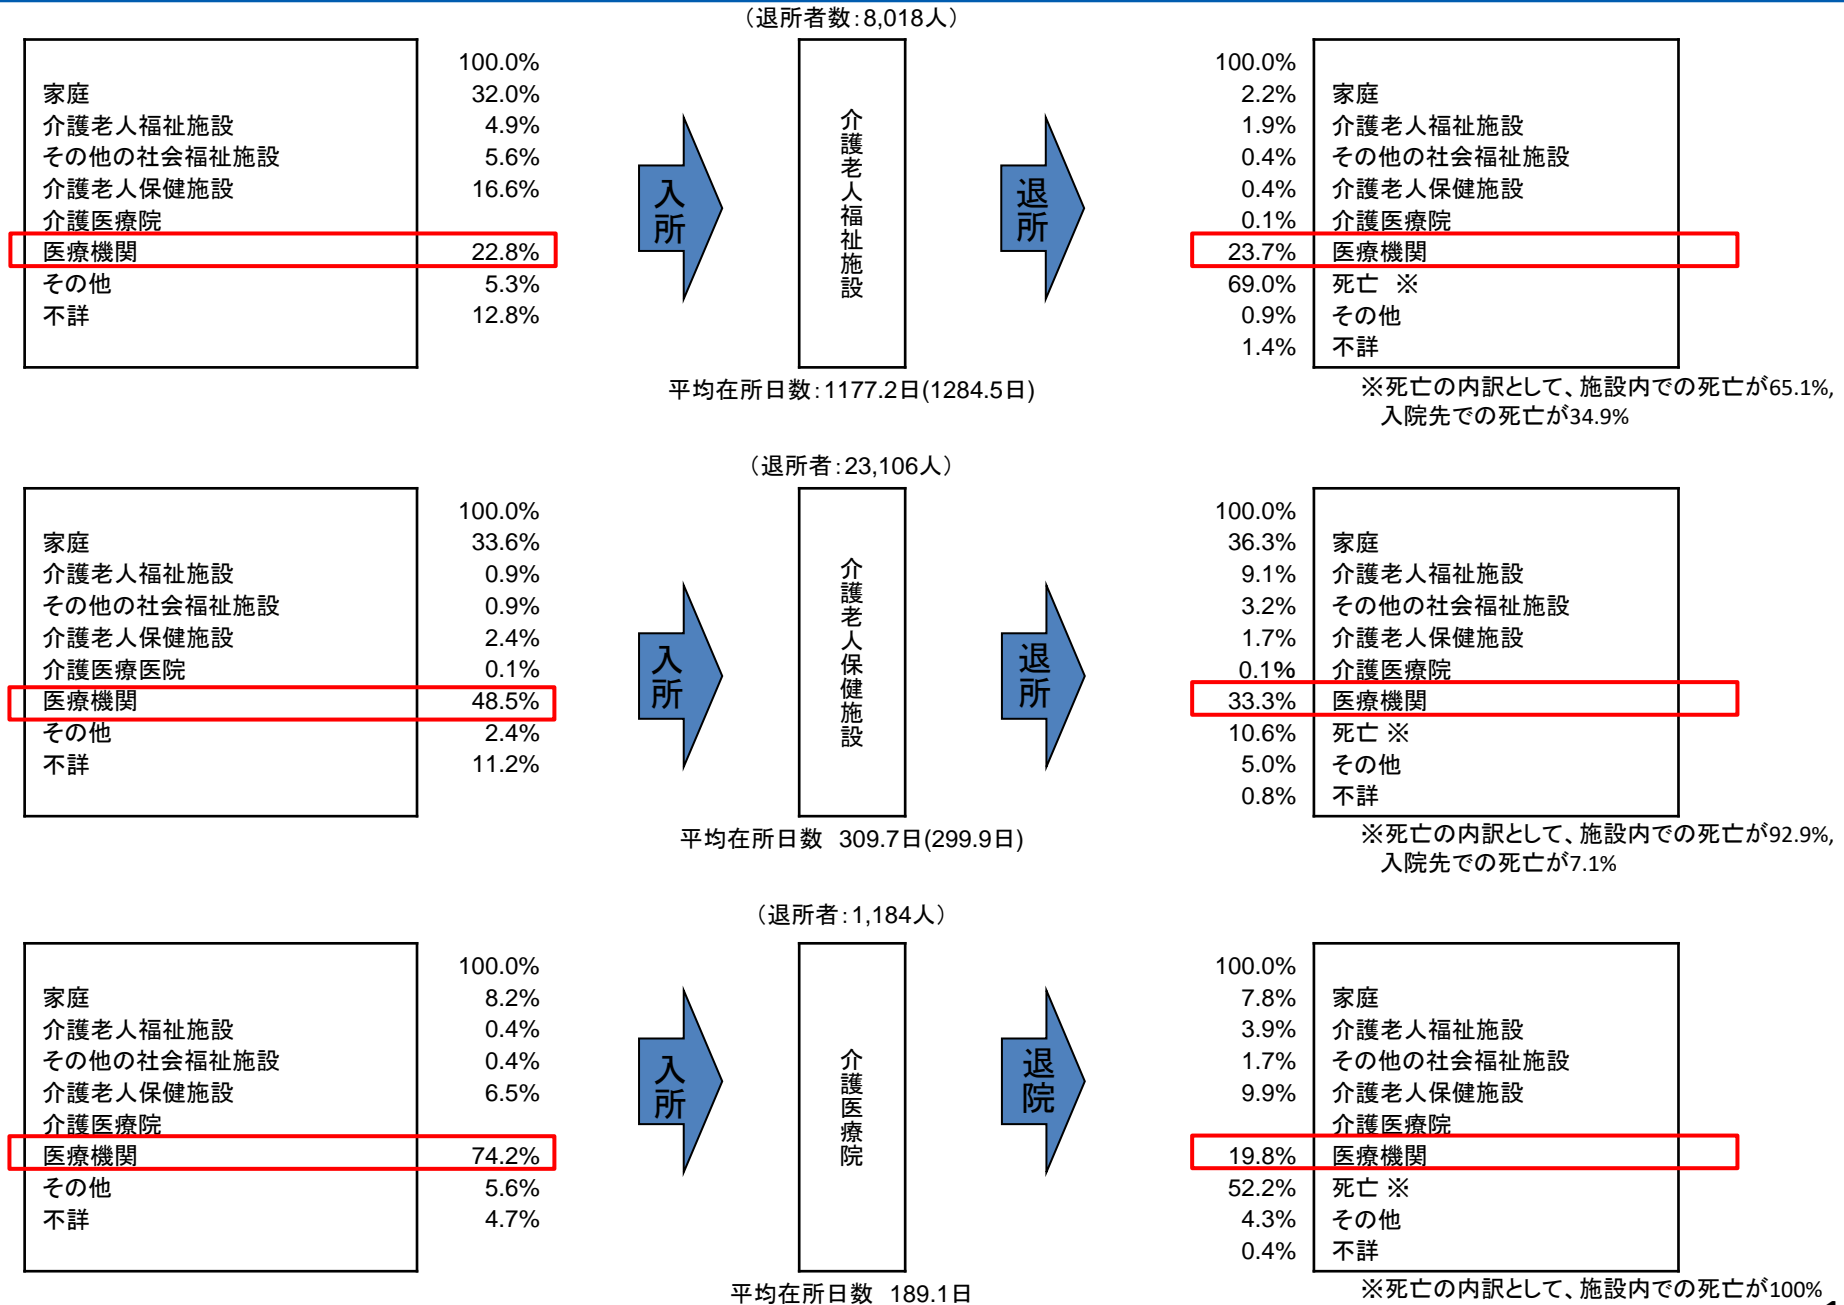 （退所者数：8,018人）
100.0%
家庭 32.0%
介護老人福祉施設 4.9%
その他の社会福祉施設 5.6%
介護老人保健施設 16.6%
介護医療院
医療機関 22.8%
その他 5.3%
不詳 12.8%
入所
介護老人福祉施設
退所
100.0%
2.2% 家庭
1.9% 介護老人福祉施設
0.4% その他の社会福祉施設
0.4% 介護老人保健施設
0.1% 介護医療院
23.7% 医療機関
69.0% 死亡 ※
0.9% その他
1.4% 不詳
平均在所日数：1177.2日(1284.5日)
※死亡の内訳として、施設内での死亡が65.1%,
入院先での死亡が34.9%
（退所者：23,106人）
100.0%
家庭 33.6%
介護老人福祉施設 0.9%
その他の社会福祉施設 0.9%
介護老人保健施設 2.4%
介護医療医院 0.1%
医療機関 48.5%
その他 2.4%
不詳 11.2%
入所
介護老人保健施設
退所
100.0%
36.3% 家庭
9.1% 介護老人福祉施設
3.2% その他の社会福祉施設
1.7% 介護老人保健施設
0.1% 介護医療院
33.3% 医療機関
10.6% 死亡 ※
5.0% その他
0.8% 不詳
平均在所日数 309.7日(299.9日)
※死亡の内訳として、施設内での死亡が92.9%,
入院先での死亡が7.1%
（退所者：1,184人）
100.0%
家庭 8.2%
介護老人福祉施設 0.4%
その他の社会福祉施設 0.4%
介護老人保健施設 6.5%
介護医療院
医療機関 74.2%
その他 5.6%
不詳 4.7%
入所
介護医療院
退院
100.0%
7.8% 家庭
3.9% 介護老人福祉施設
1.7% その他の社会福祉施設
9.9% 介護老人保健施設
介護医療院
19.8% 医療機関
52.2% 死亡 ※
4.3% その他
0.4% 不詳
平均在所日数 189.1日
※死亡の内訳として、施設内での死亡が100%